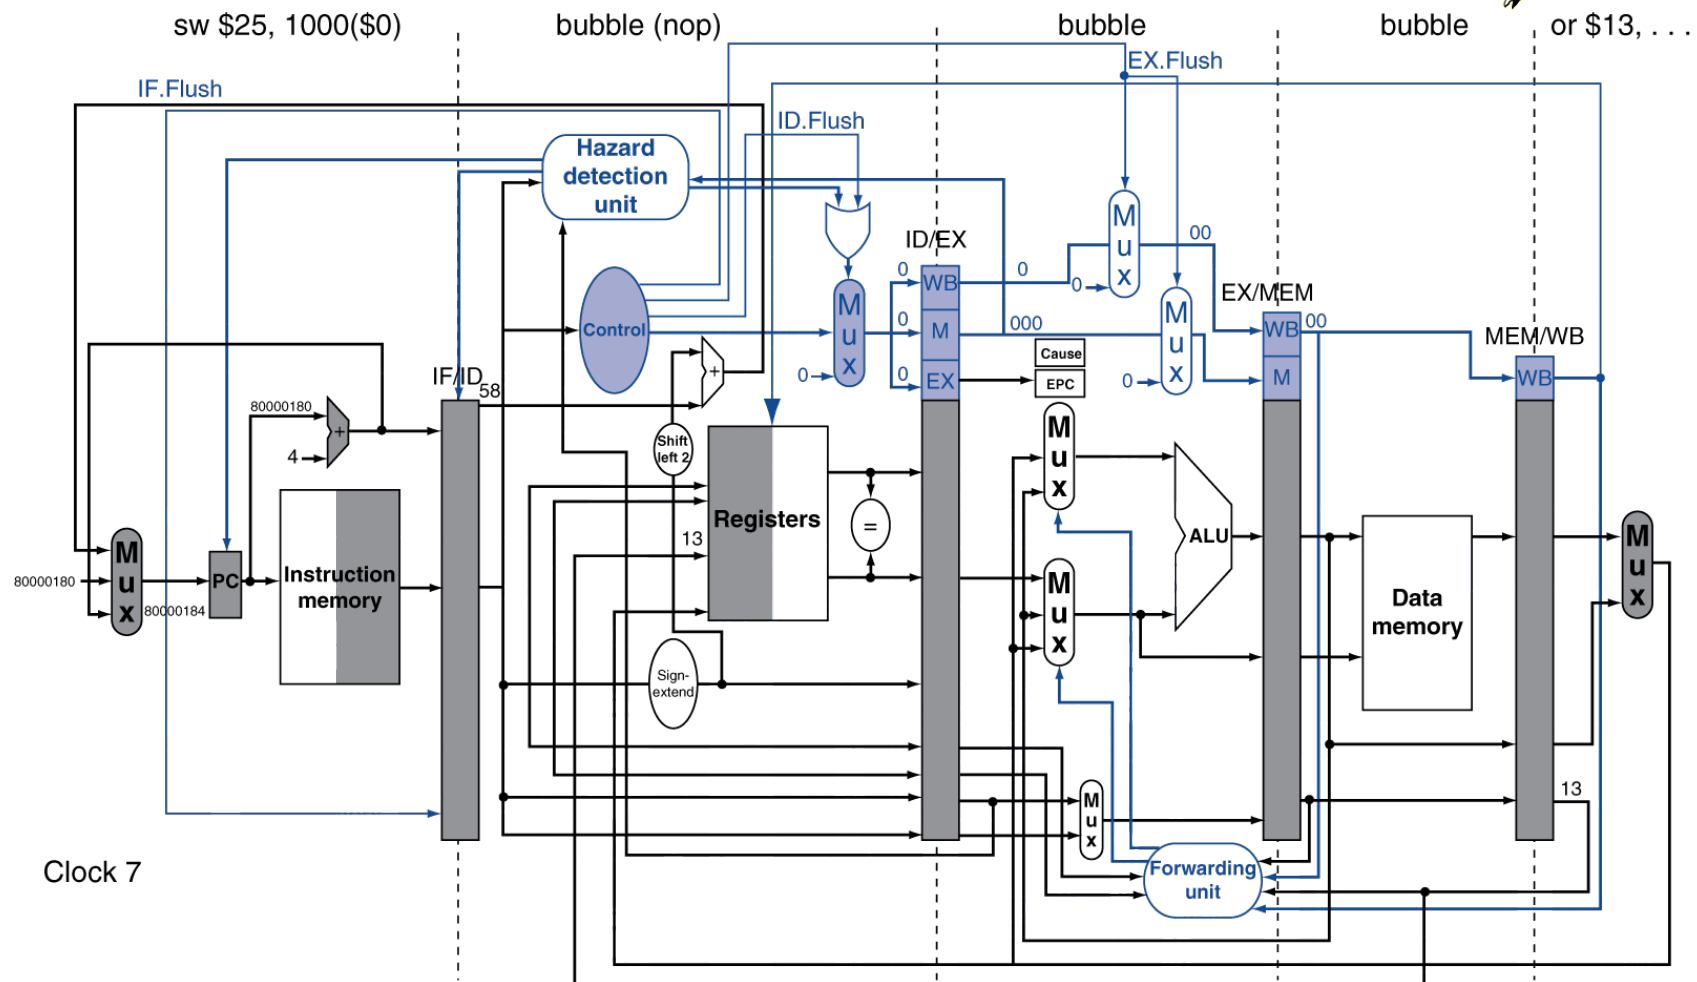 sw $25, 1000($0)
bubble (nop)
bubble
bubble
or $13, . . .
EX.Flush
IF.Flush
ID.Flush
Hazard
detection
unit
M
u
x
00
ID/EX
0
WB
0
0
M
u
x
EX/MEM
M
u
x
Control
0
M
000
WB
00
MEM/WB
Cause
0
EX
EPC
0
M
WB
0
IF/ID
58
+
80000180
+
4
Shift
left 2
M
u
x
Registers
=
13
ALU
M
u
x
80000180
80000184
PC
Instruction
memory
M
u
x
Data
memory
M
u
x
Sign-
extend
M
u
x
13
Forwarding
unit
Clock 7